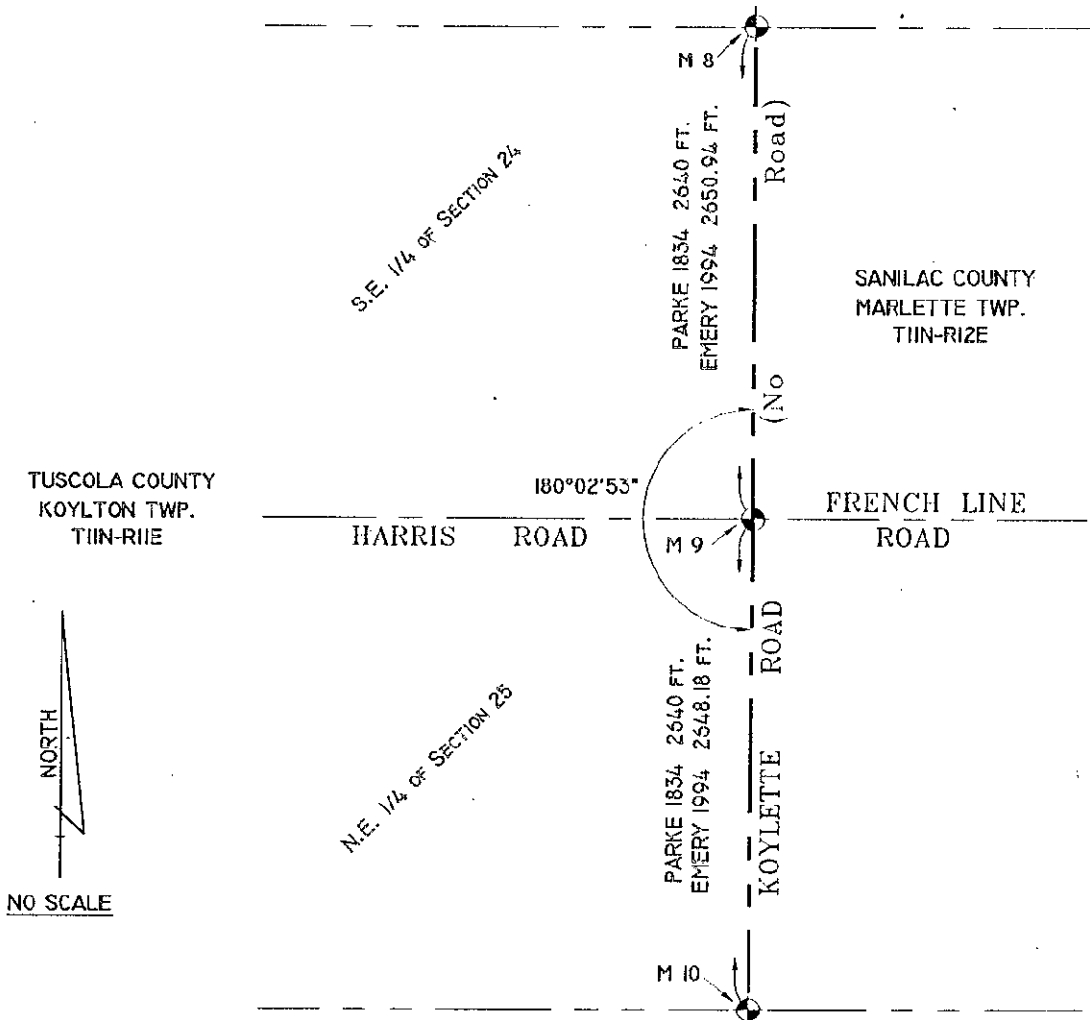 M 8
Road)
PARKE 1834 2640 FT.
EMERY 1994 2650.94 FT.
S.E. 1/4 OF SECTION 24
SANILAC COUNTY
MARLETTE TWP.
T11N-R12E
(No
TUSCOLA COUNTY
KOYLTON TWP.
T11N-R11E
180°02'53"
HARRIS ROAD
M 9
FRENCH LINE
ROAD
NORTH
NO SCALE
N.E. 1/4 OF SECTION 25
PARKE 1834 2640 FT.
EMERY 1994 2648.18 FT.
KOYLETTE ROAD
M 10